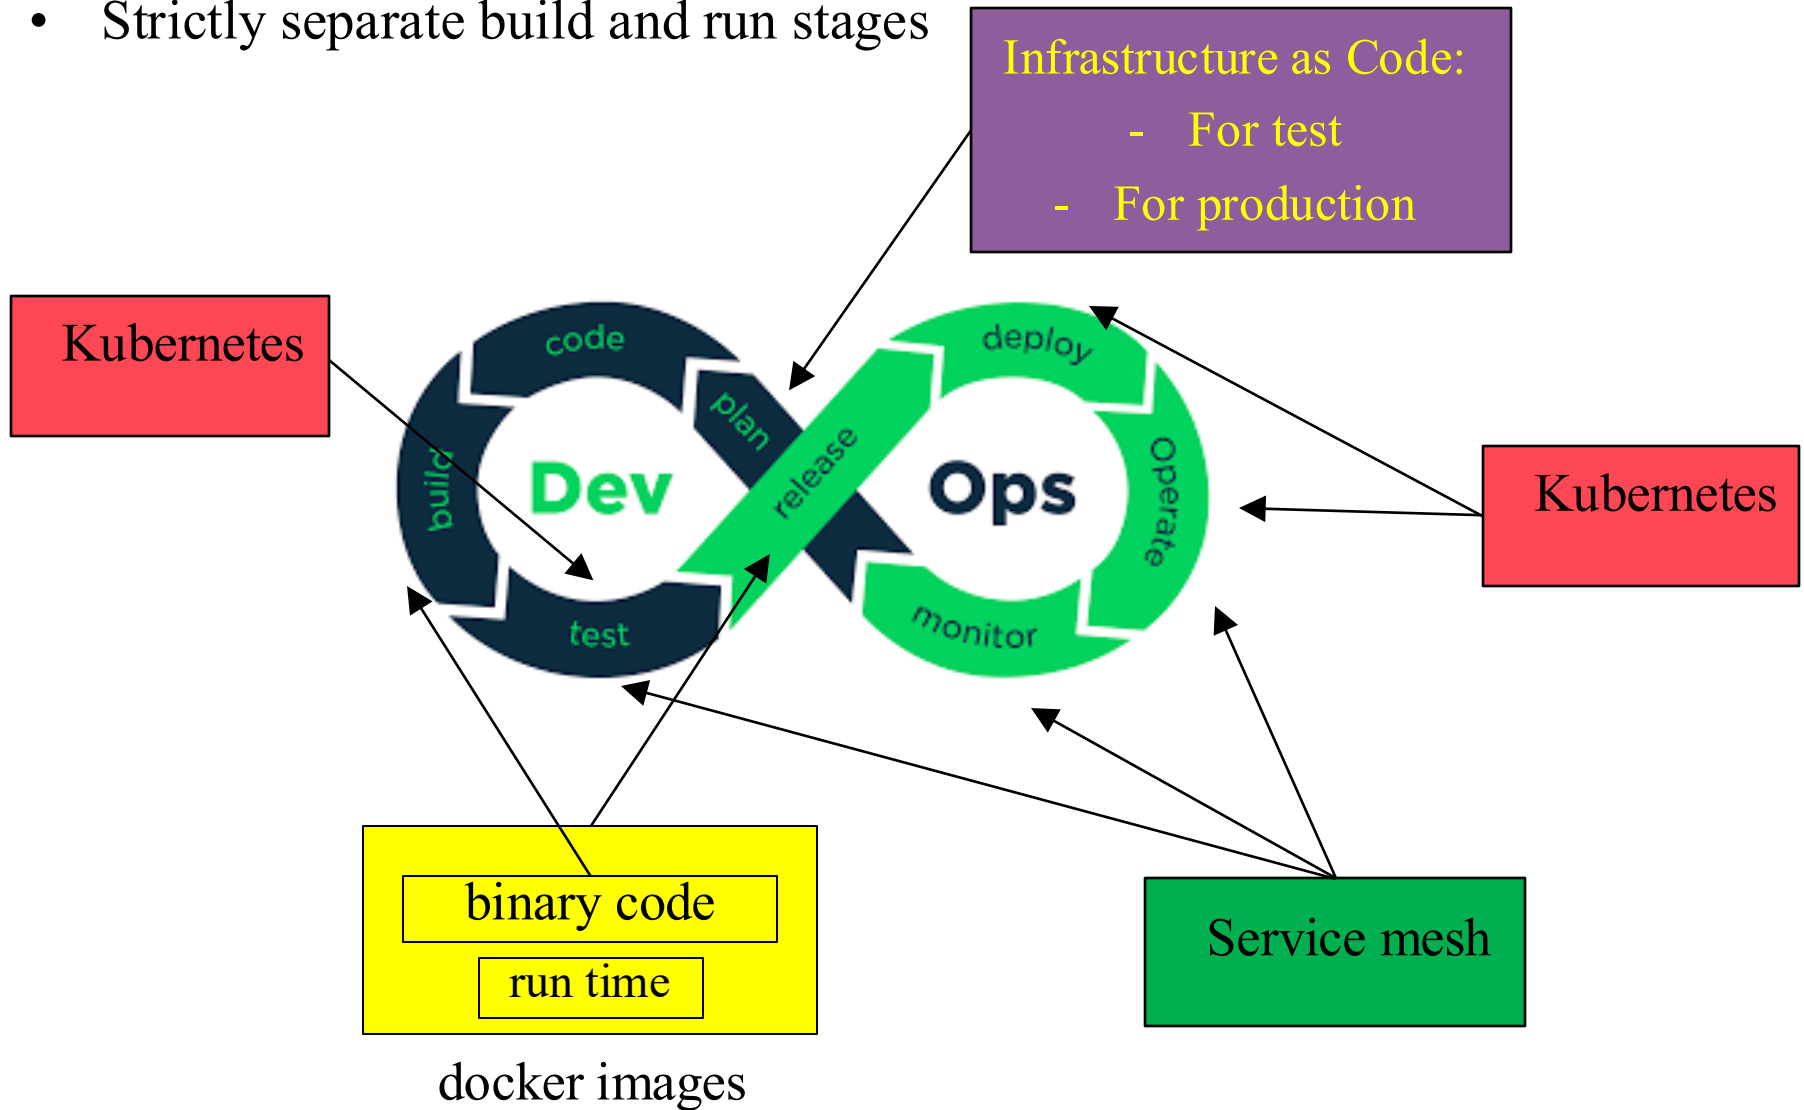 • Strictly separate build and run stages
Infrastructure as Code:
- For test
- For production
Kubernetes
code
plan
build
Dev
test
release
deploy
Ops
Operate
monitor
Kubernetes
binary code
run time
docker images
Service mesh